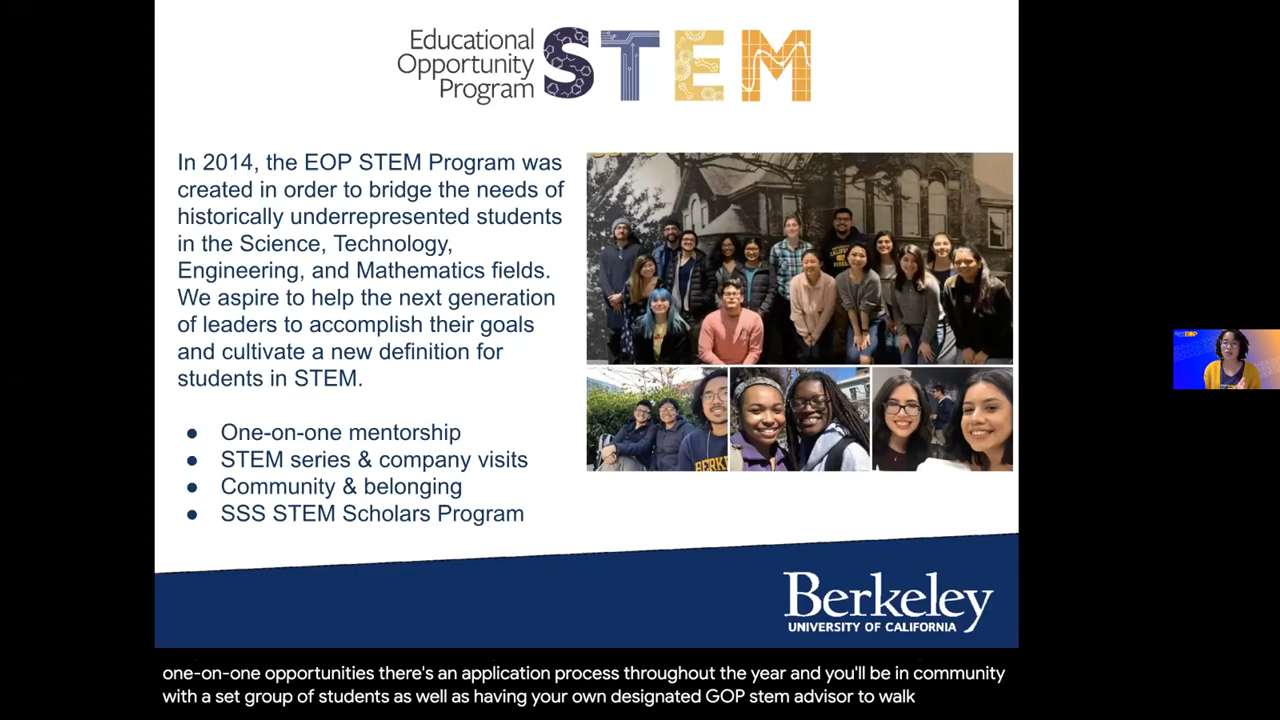 Educational
Opportunity
Program
STEM
In 2014, the EOP STEM Program was
created in order to bridge the needs of
historically underrepresented students
in the Science, Technology,
Engineering, and Mathematics fields.
We aspire to help the next generation
of leaders to accomplish their goals
and cultivate a new definition for
students in STEM.
● One-on-one mentorship
● STEM series & company visits
● Community & belonging
● SSS STEM Scholars Program
Berkeley
UNIVERSITY OF CALIFORNIA
one-on-one opportunities there's an application process throughout the year and you'll be in community
with a set group of students as well as having your own designated GOP stem advisor to walk